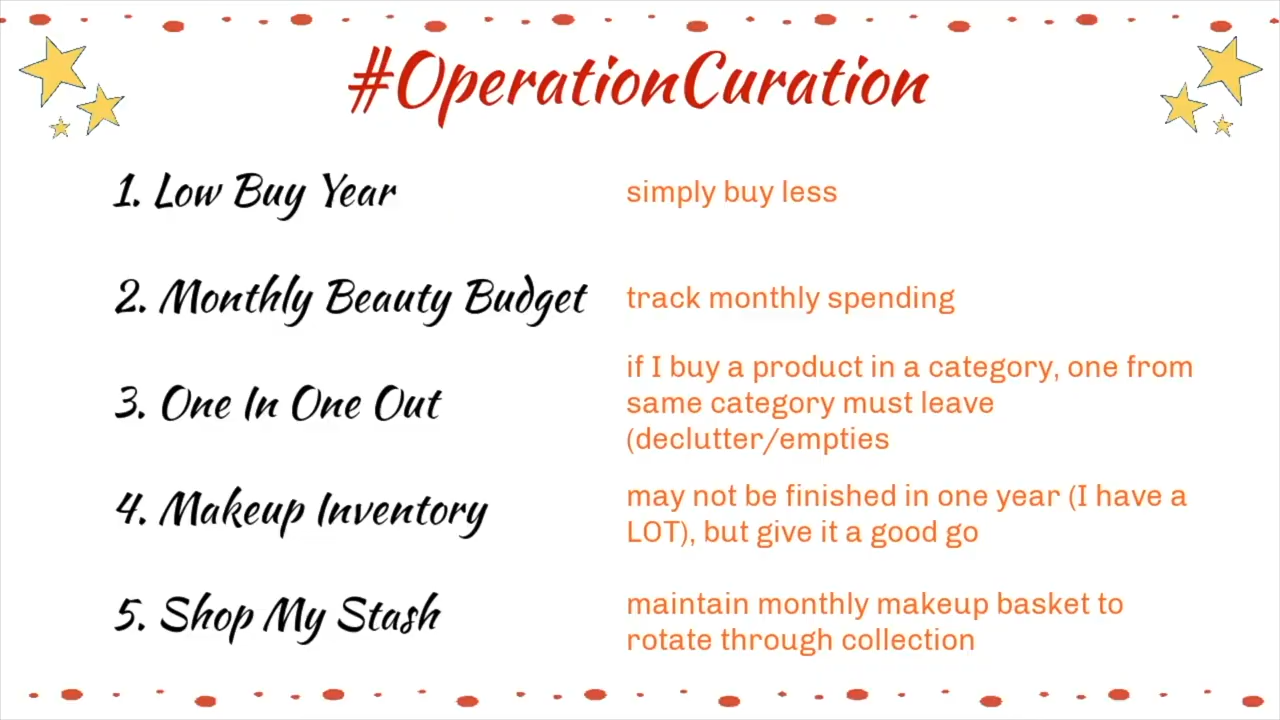 #OperationCuration
1. Low Buy Year
simply buy less
2. Monthly Beauty Budget
track monthly spending
3. One In One Out
if I buy a product in a category, one from
same category must leave
(declutter/empties
4. Makeup Inventory
may not be finished in one year (I have a
LOT), but give it a good go
5. Shop My Stash
maintain monthly makeup basket to
rotate through collection